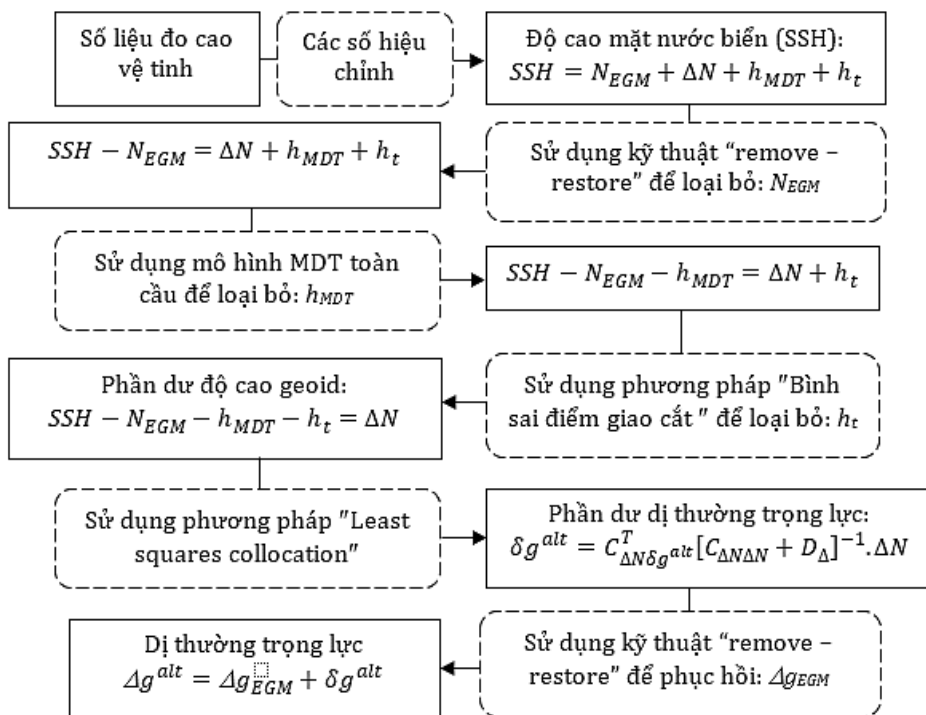 Số liệu đo cao
vệ tinh
Các số hiệu
chỉnh
Độ cao mặt nước biển (SSH):
SSH = N_EGM + ΔN + h_MDT + h_t
SSH − N_EGM = ΔN + h_MDT + h_t
Sử dụng kỹ thuật “remove –
restore” để loại bỏ: N_EGM
Sử dụng mô hình MDT toàn
cầu để loại bỏ: h_MDT
SSH − N_EGM − h_MDT = ΔN + h_t
Phần dư độ cao geoid:
SSH − N_EGM − h_MDT − h_t = ΔN
Sử dụng phương pháp "Bình
sai điểm giao cắt " để loại bỏ: h_t
Sử dụng phương pháp "Least
squares collocation"
Phần dư dị thường trọng lực:
δg^alt = C^T_ΔNδg^alt [C_ΔNΔN + D_Δ]^−1.ΔN
Dị thường trọng lực
Δg^alt = Δg_EGM + δg^alt
Sử dụng kỹ thuật “remove –
restore” để phục hồi: Δg_EGM